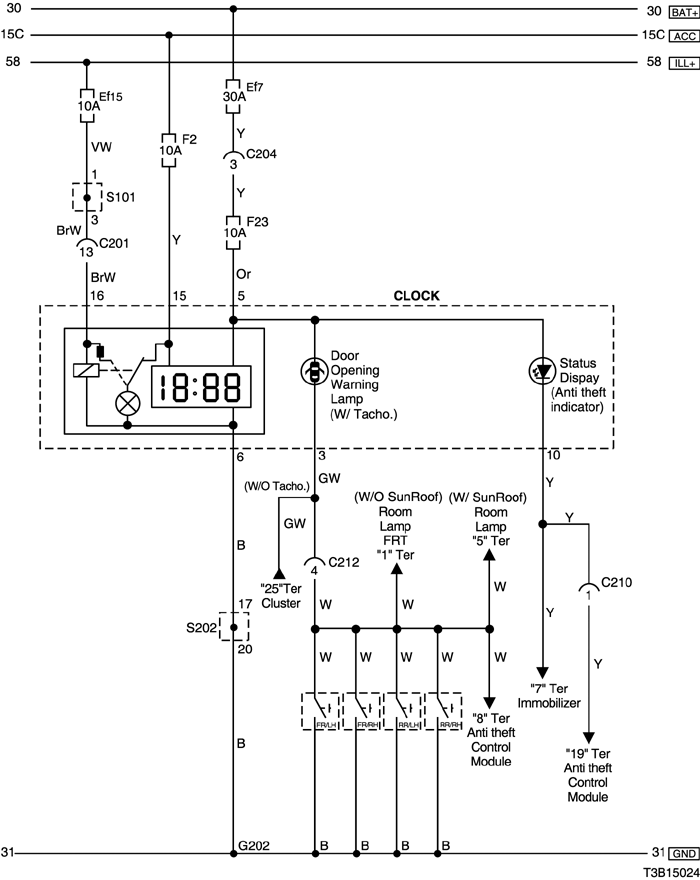 30 30 BAT+
15C 15C ACC
58 58 ILL+
Ef15
10A
F2
10A
Ef7
30A
VW
Y
C204
3
1
S101
3
Y
BrW
C201
13
F23
10A
Y
BrW
Or
16 15 5
CLOCK
18:88
Door
Opening
Warning
Lamp
(W/ Tacho.)
Status
Dispay
(Anti theft
indicator)
6 3 10
(W/O Tacho.)
GW
GW
(W/O SunRoof)
Room
Lamp
FRT
"1" Ter
(W/ SunRoof)
Room
Lamp
"5" Ter
Y
Y
B
C212
4
"25"Ter
Cluster
C210
1
W W W
17
S202
20
Y
W W W W W
Y
FR/LH FR/RH RR/LH RR/RH
"8" Ter
Anti theft
Control
Module
"7" Ter
Immobilizer
"19" Ter
Anti theft
Control
Module
B
G202 B B B B
31 31 GND
T3B15024